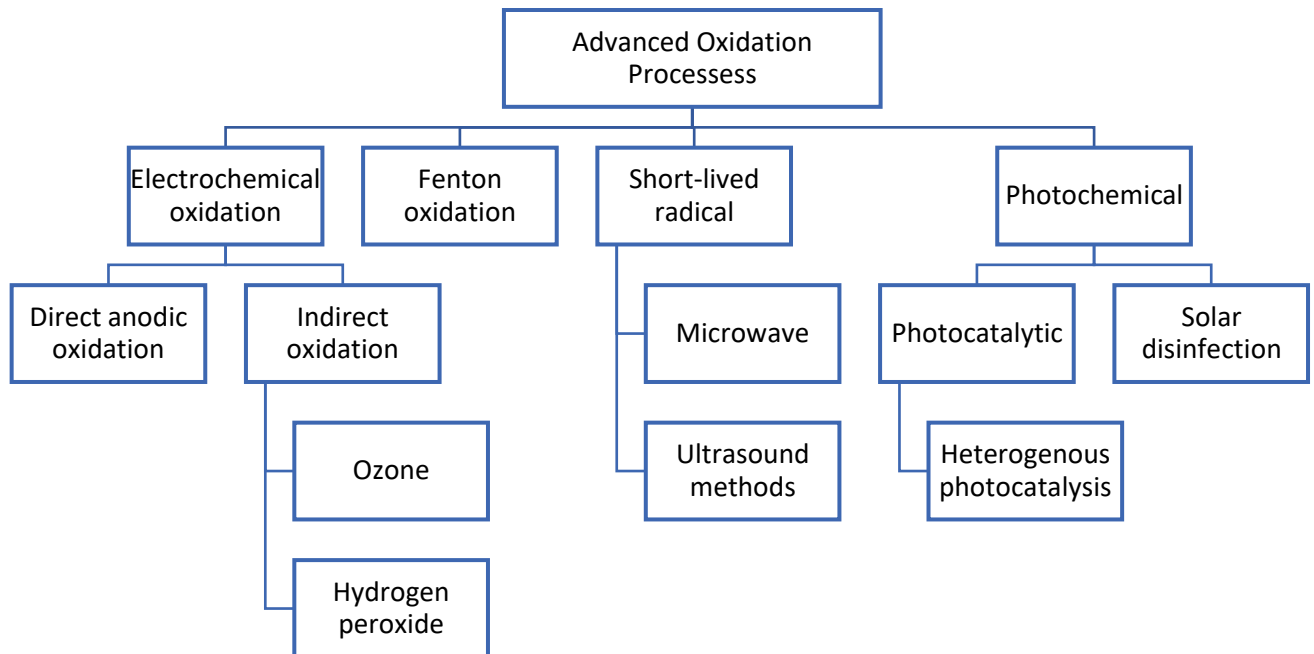 Advanced Oxidation
Processess
Electrochemical
oxidation
Fenton
oxidation
Short-lived
radical
Photochemical
Direct anodic
oxidation
Indirect
oxidation
Microwave
Photocatalytic
Solar
disinfection
Ozone
Ultrasound
methods
Heterogenous
photocatalysis
Hydrogen
peroxide